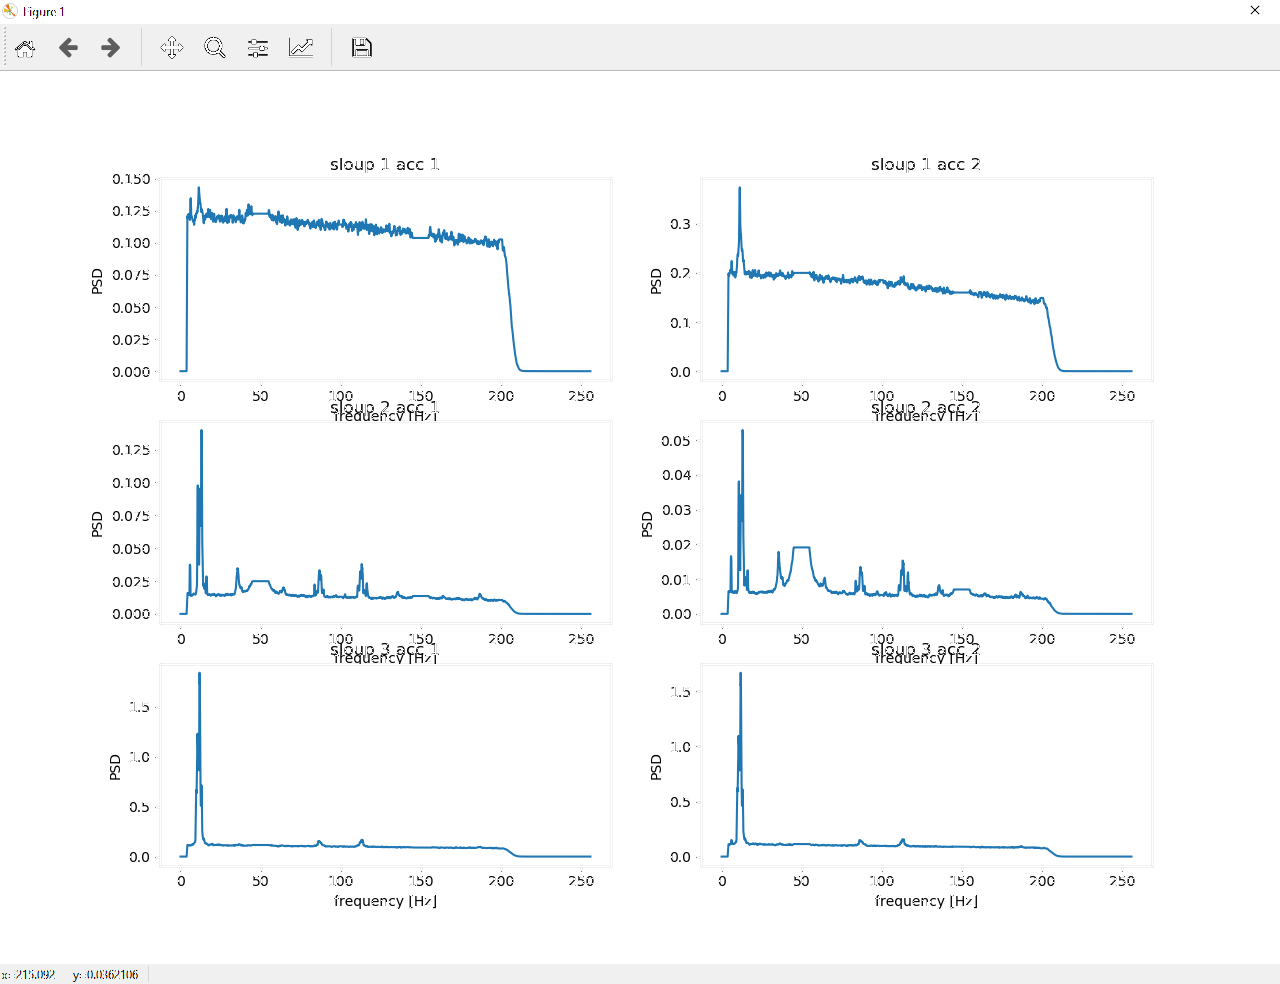 Figure 1
sloup 1 acc 1
0.150
0.125
0.100
0.075
0.050
0.025
0.000
PSD
0 50 100 150 200 250
frequency [Hz]
sloup 1 acc 2
0.3
0.2
0.1
0.0
PSD
0 50 100 150 200 250
frequency [Hz]
sloup 2 acc 1
0.125
0.100
0.075
0.050
0.025
0.000
PSD
0 50 100 150 200 250
frequency [Hz]
sloup 2 acc 2
0.05
0.04
0.03
0.02
0.01
0.00
PSD
0 50 100 150 200 250
frequency [Hz]
sloup 3 acc 1
1.5
1.0
0.5
0.0
PSD
0 50 100 150 200 250
frequency [Hz]
sloup 3 acc 2
1.5
1.0
0.5
0.0
PSD
0 50 100 150 200 250
frequency [Hz]
x: -215.092 y: -0.0362106